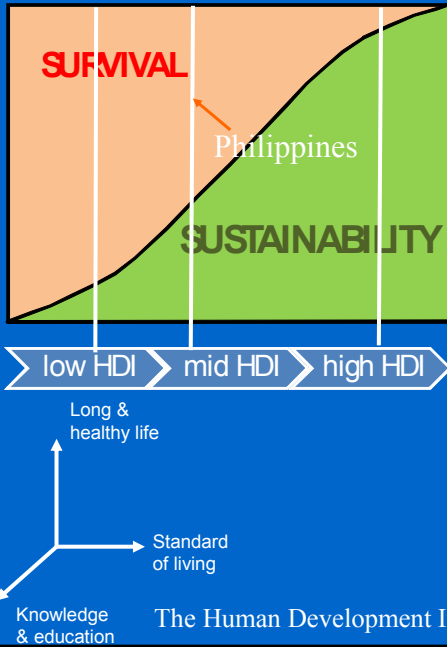 SURVIVAL
Philippines
SUSTAINABILITY
low HDI
mid HDI
high HDI
Long &
healthy life
Standard
of living
Knowledge
& education
The Human Development I